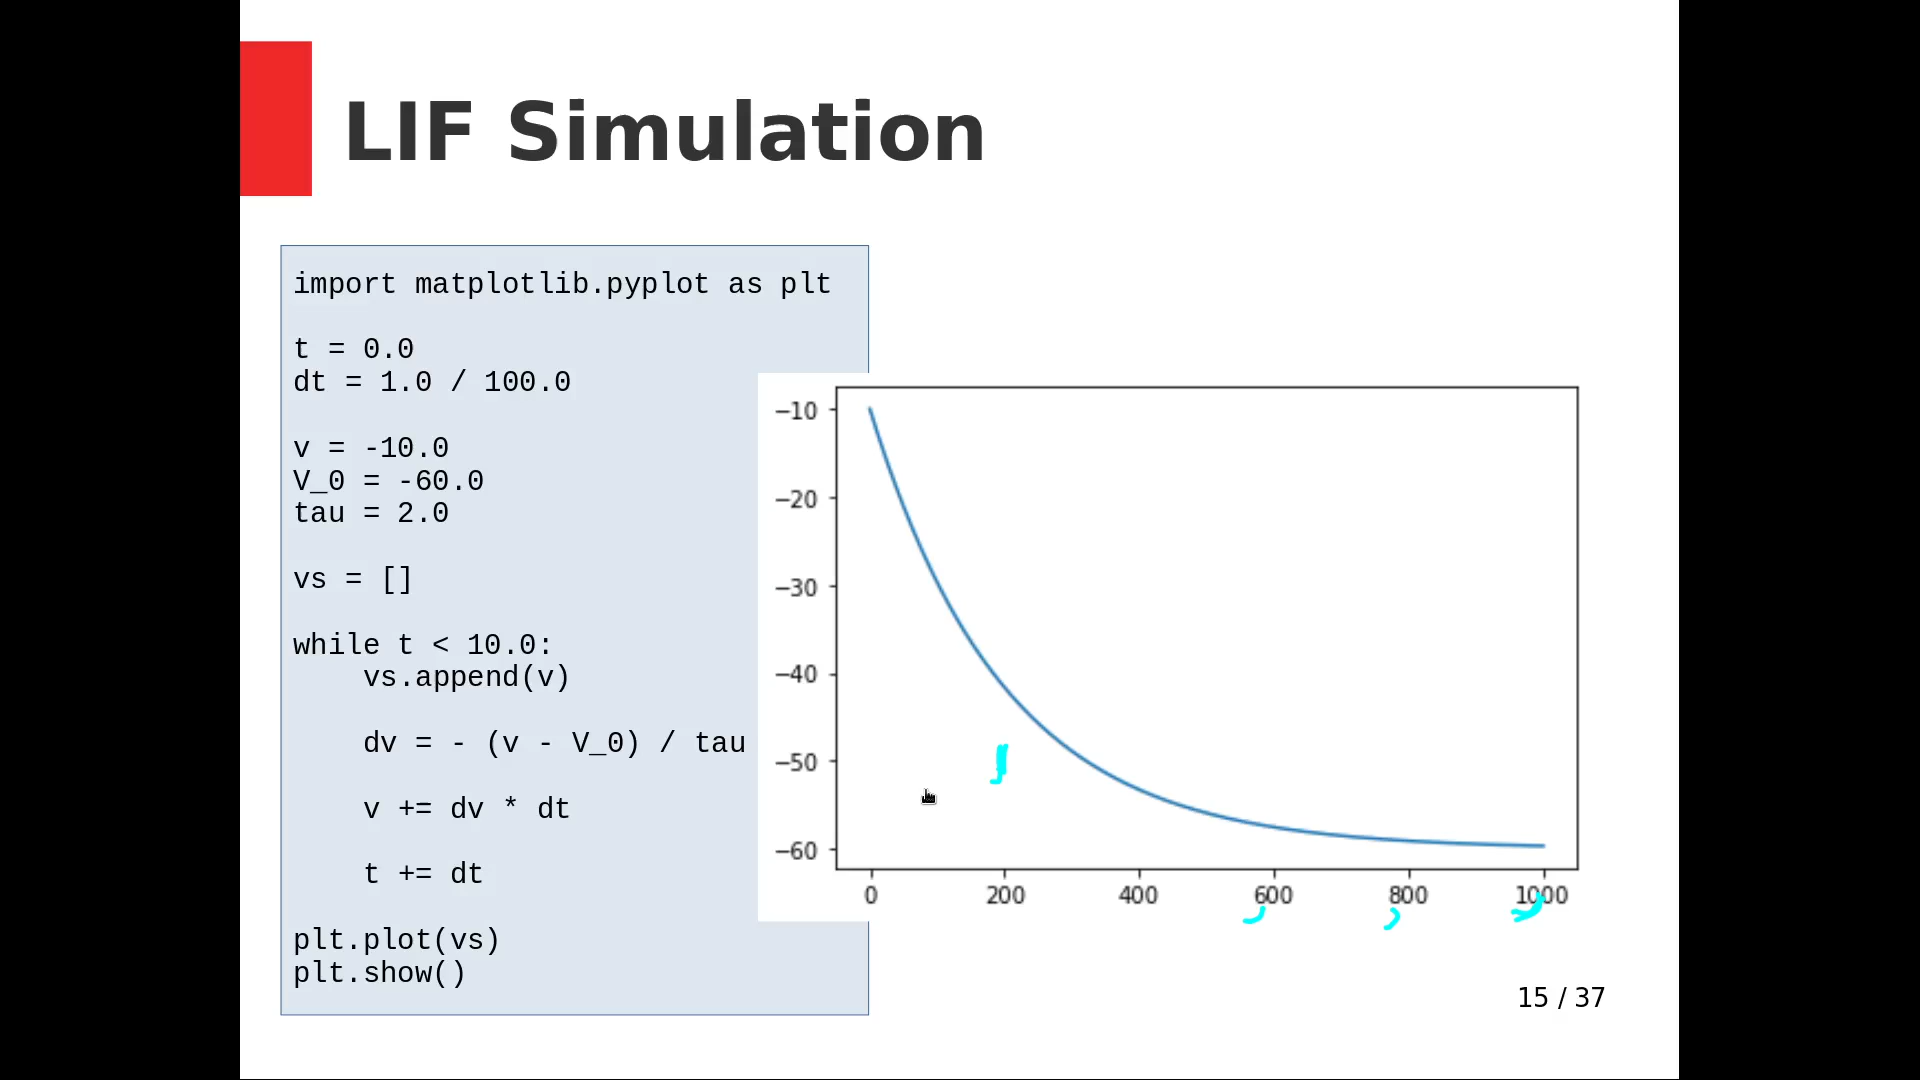 LIF Simulation
import matplotlib.pyplot as plt
t = 0.0
dt = 1.0 / 100.0
v = -10.0
V_0 = -60.0
tau = 2.0
vs = []
while t < 10.0:
    vs.append(v)
    dv = - (v - V_0) / tau
    v += dv * dt
    t += dt
plt.plot(vs)
plt.show()
−10
−20
−30
−40
−50
−60
0 200 400 600 800 1000
15 / 37